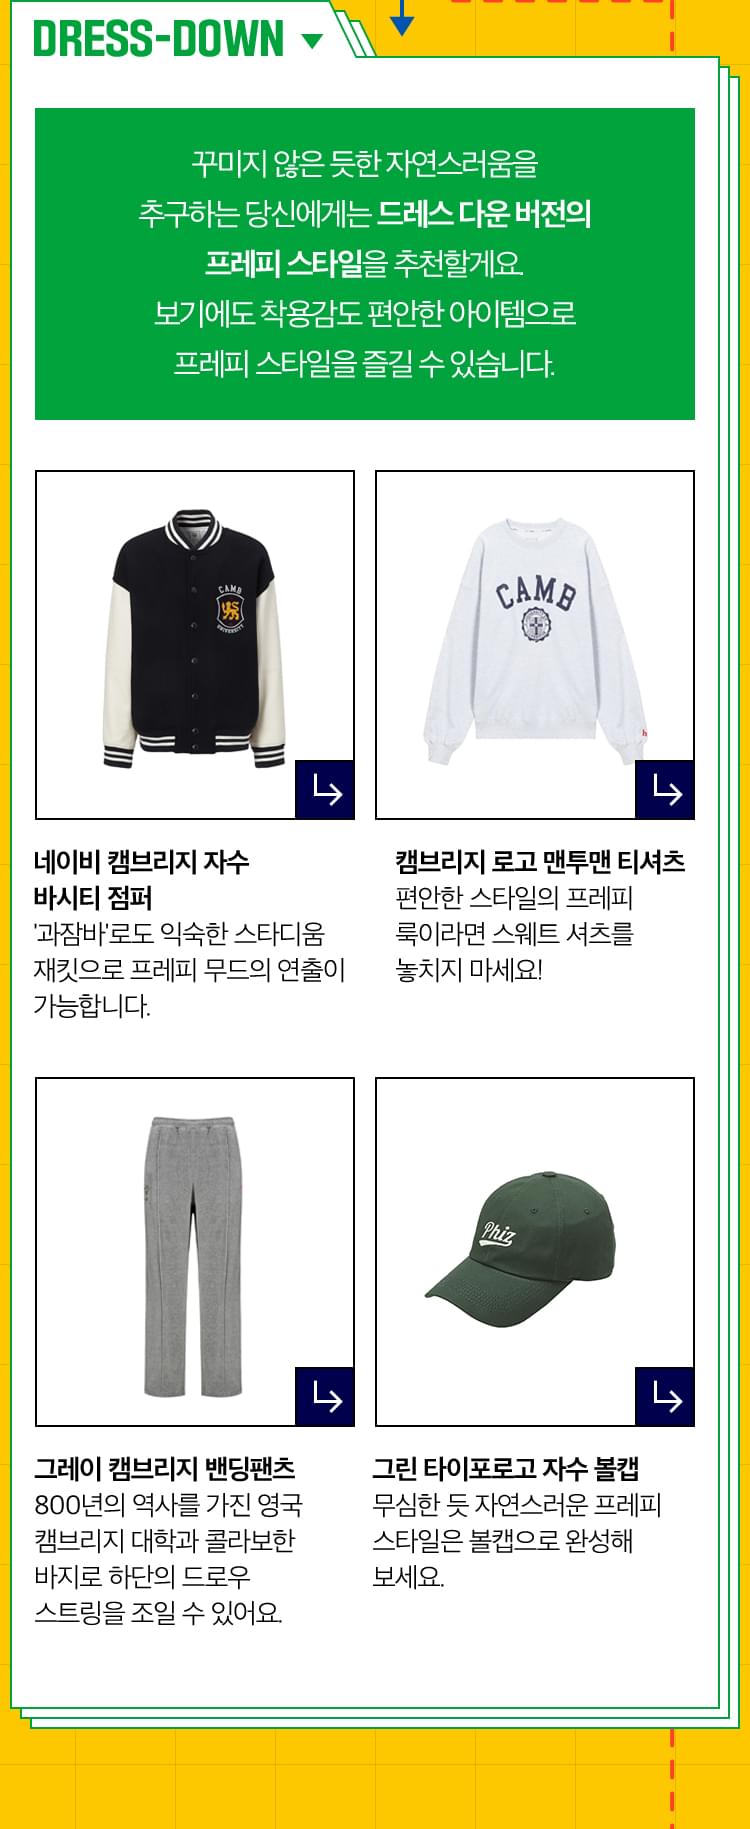 DRESS-DOWN
꾸미지 않은 듯한 자연스러움을
추구하는 당신에게는 드레스 다운 버전의
프레피 스타일을 추천할게요.
보기에도 착용감도 편안한 아이템으로
프레피 스타일을 즐길 수 있습니다.
CAMB
UNIVERSITY
CAMB
h
네이비 캠브리지 자수
바시티 점퍼
'과잠바'로도 익숙한 스타디움
재킷으로 프레피 무드의 연출이
가능합니다.
캠브리지 로고 맨투맨 티셔츠
편안한 스타일의 프레피
룩이라면 스웨트 셔츠를
놓치지 마세요!
Phiz
그레이 캠브리지 밴딩팬츠
800년의 역사를 가진 영국
캠브리지 대학과 콜라보한
바지로 하단의 드로우
스트링을 조일 수 있어요.
그린 타이포로고 자수 볼캡
무심한 듯 자연스러운 프레피
스타일은 볼캡으로 완성해
보세요.